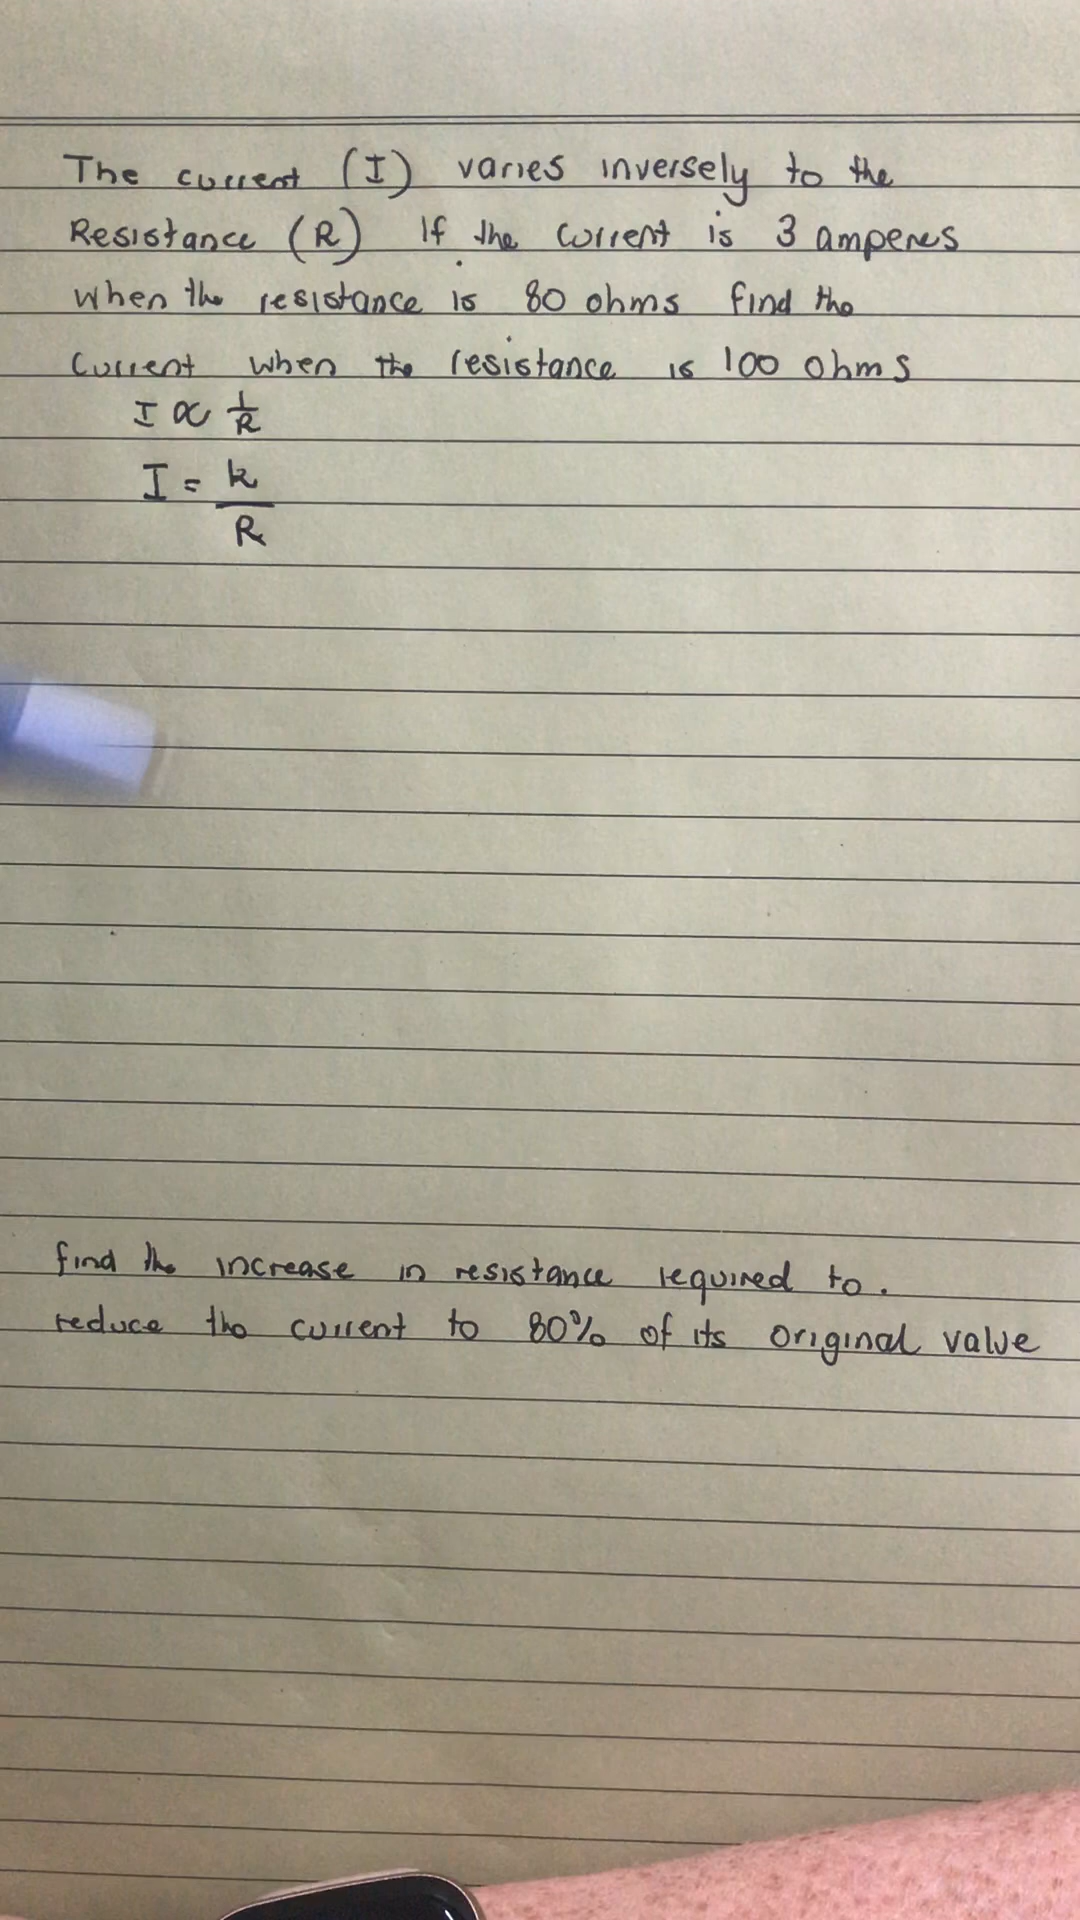 The current (I) varies inversely to the
Resistance (R) If the current is 3 amperes
when the resistance is 80 ohms find the
current when the resistance is 100 ohms
I ∝ 1/R
I = k/R
find the increase in resistance required to.
reduce the current to 80% of its original value